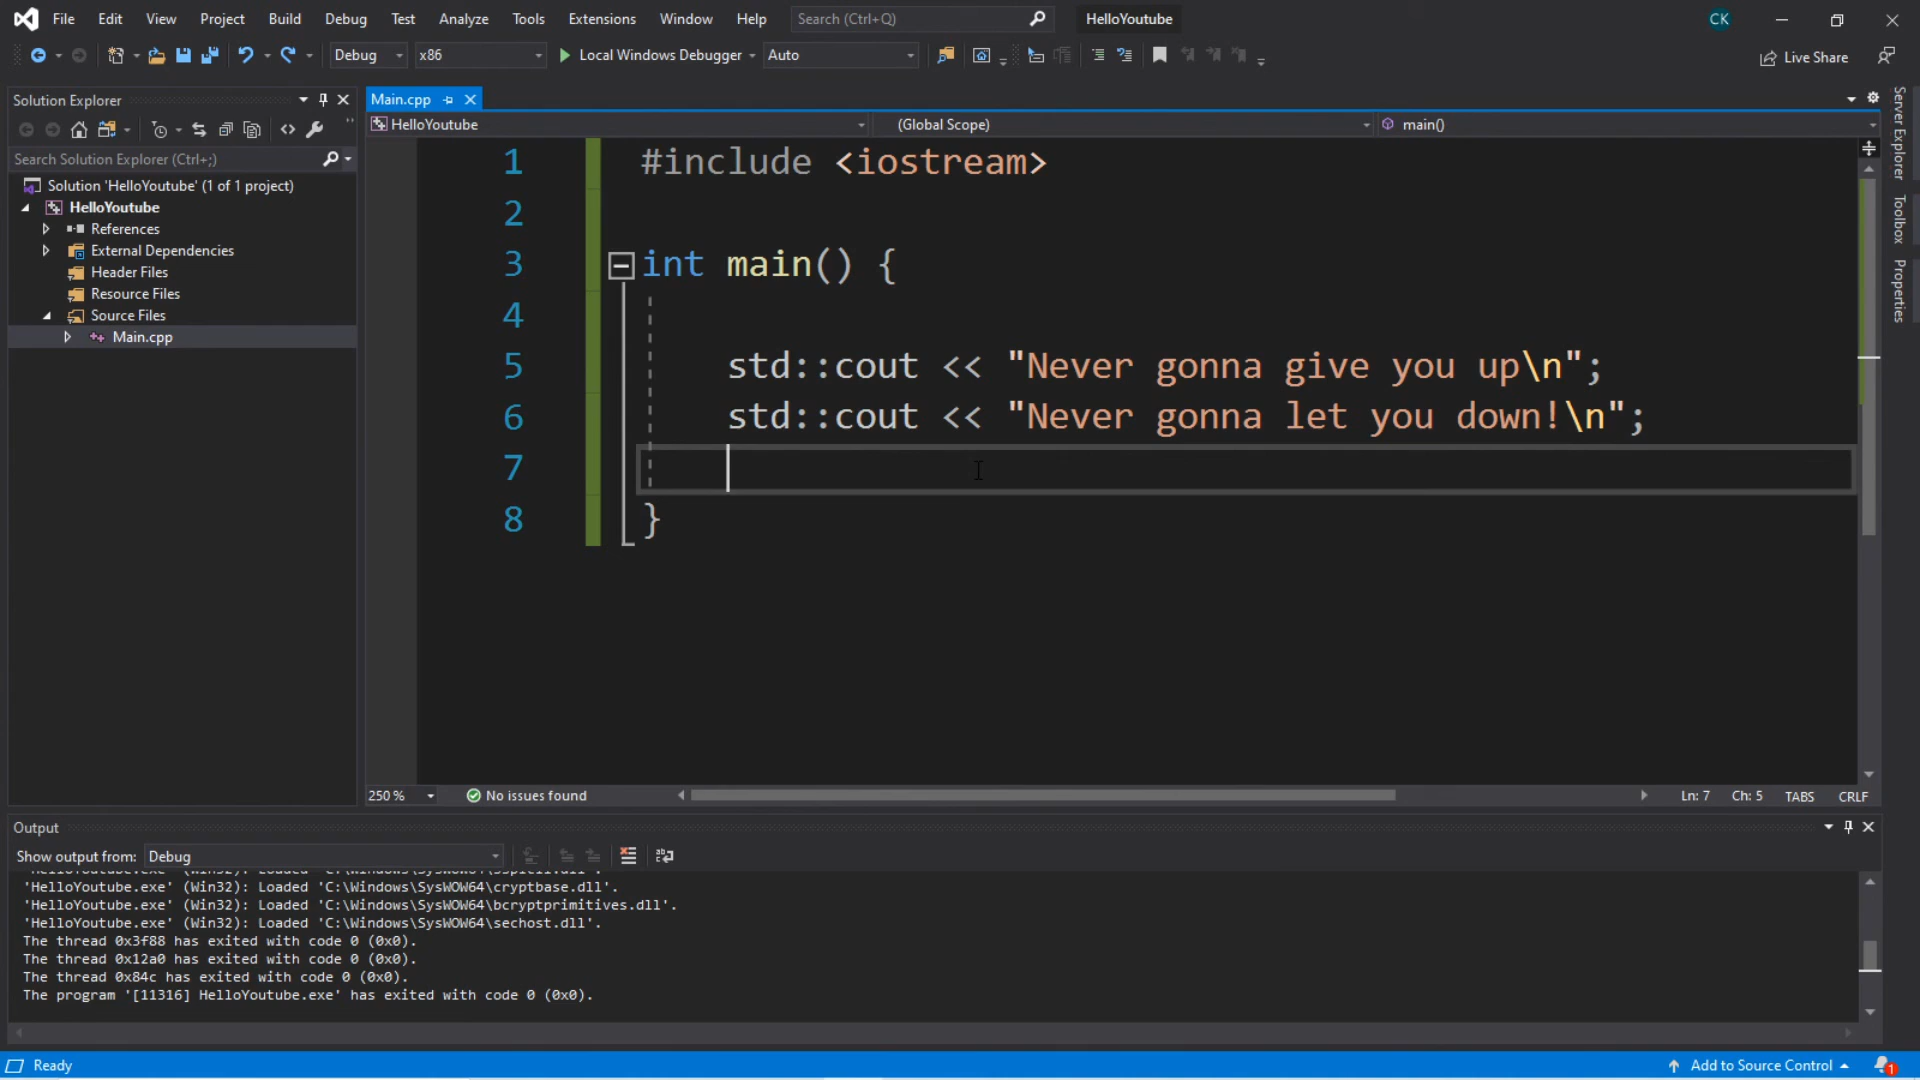 File Edit View Project Build Debug Test Analyze Tools Extensions Window Help Search (Ctrl+Q) HelloYoutube CK
Debug x86 Local Windows Debugger Auto Live Share
Solution Explorer
Search Solution Explorer (Ctrl+;)
Solution 'HelloYoutube' (1 of 1 project)
HelloYoutube
References
External Dependencies
Header Files
Resource Files
Source Files
Main.cpp
Main.cpp
HelloYoutube (Global Scope) main()
1 #include <iostream>
2
3 int main() {
4
5 std::cout << "Never gonna give you up\n";
6 std::cout << "Never gonna let you down!\n";
7
8 }
250 % No issues found Ln: 7 Ch: 5 TABS CRLF
Server Explorer
Toolbox
Properties
Output
Show output from: Debug
'HelloYoutube.exe' (Win32): Loaded 'C:\Windows\SysWOW64\cryptbase.dll'.
'HelloYoutube.exe' (Win32): Loaded 'C:\Windows\SysWOW64\bcryptprimitives.dll'.
'HelloYoutube.exe' (Win32): Loaded 'C:\Windows\SysWOW64\sechost.dll'.
The thread 0x3f88 has exited with code 0 (0x0).
The thread 0x12a0 has exited with code 0 (0x0).
The thread 0x84c has exited with code 0 (0x0).
The program '[11316] HelloYoutube.exe' has exited with code 0 (0x0).
Ready Add to Source Control 1